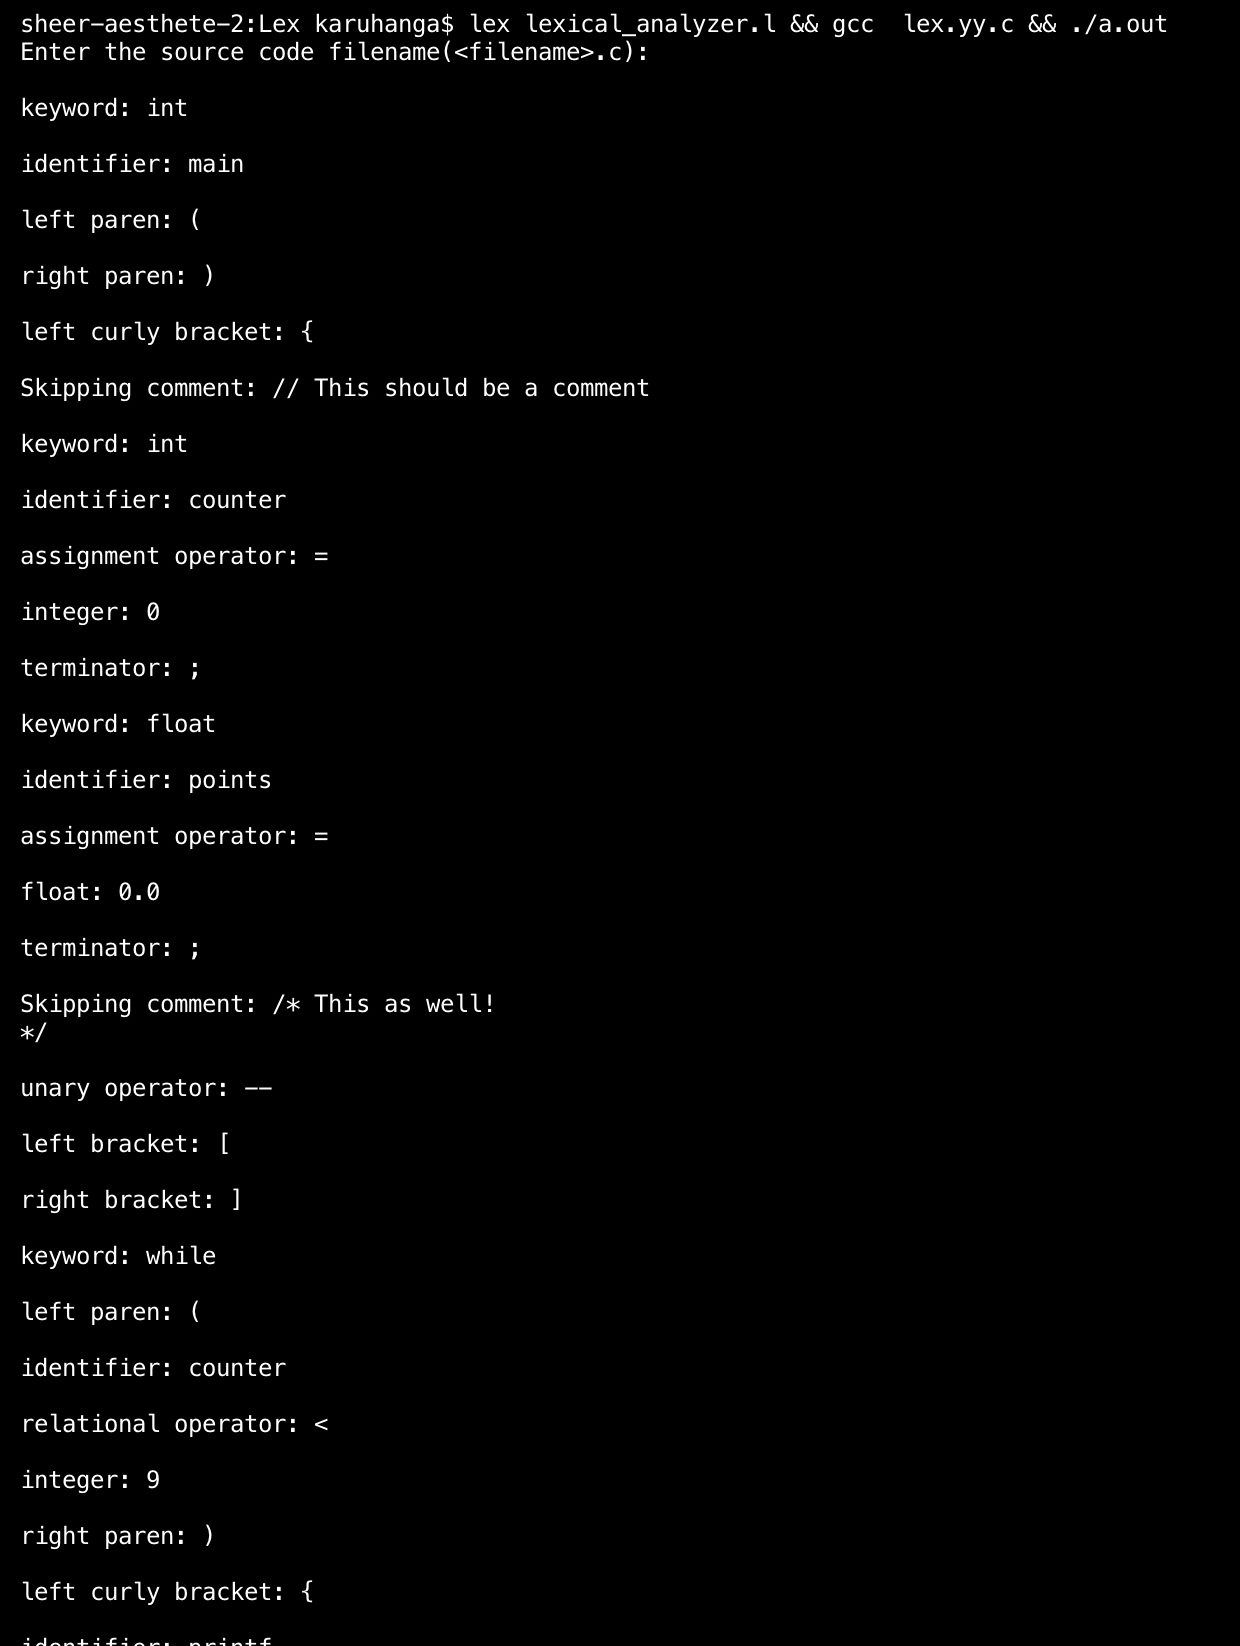 sheer-aesthete-2:Lex karuhanga$ lex lexical_analyzer.l && gcc  lex.yy.c && ./a.out
Enter the source code filename(<filename>.c):
keyword: int
identifier: main
left paren: (
right paren: )
left curly bracket: {
Skipping comment: // This should be a comment
keyword: int
identifier: counter
assignment operator: =
integer: 0
terminator: ;
keyword: float
identifier: points
assignment operator: =
float: 0.0
terminator: ;
Skipping comment: /* This as well!
*/
unary operator: --
left bracket: [
right bracket: ]
keyword: while
left paren: (
identifier: counter
relational operator: <
integer: 9
right paren: )
left curly bracket: {
identifier: printf